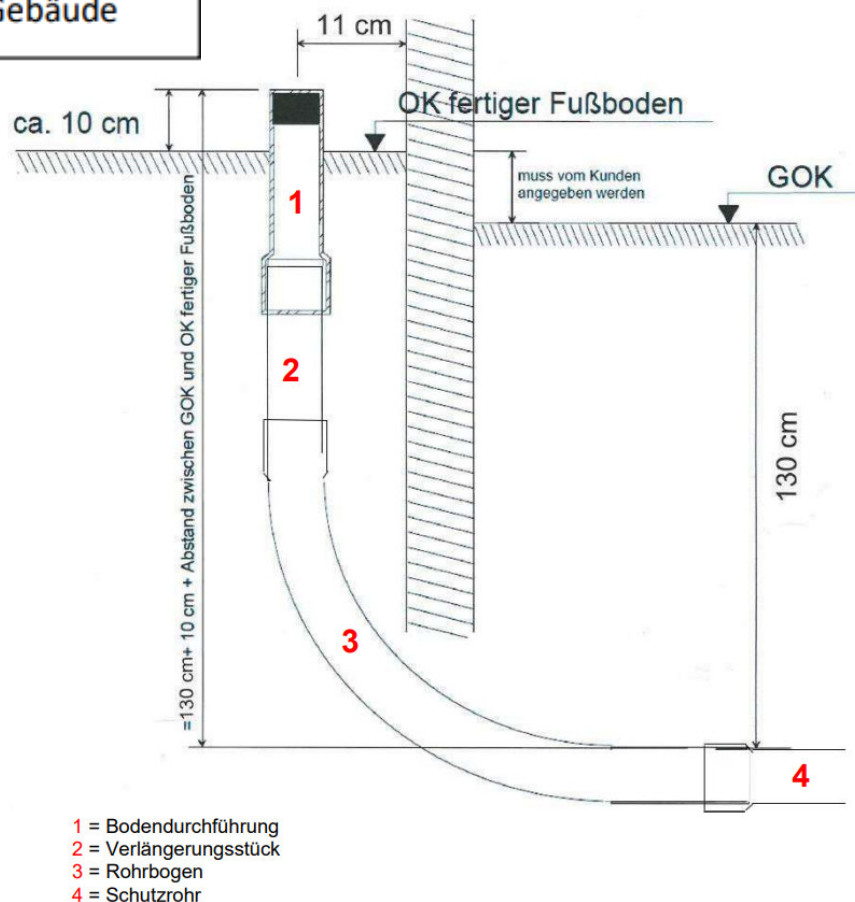 Gebäude
11 cm
ca. 10 cm
OK fertiger Fußboden
muss vom Kunden
angegeben werden
GOK
1
2
3
4
=130 cm+ 10 cm + Abstand zwischen GOK und OK fertiger Fußboden
130 cm
1 = Bodendurchführung
2 = Verlängerungsstück
3 = Rohrbogen
4 = Schutzrohr